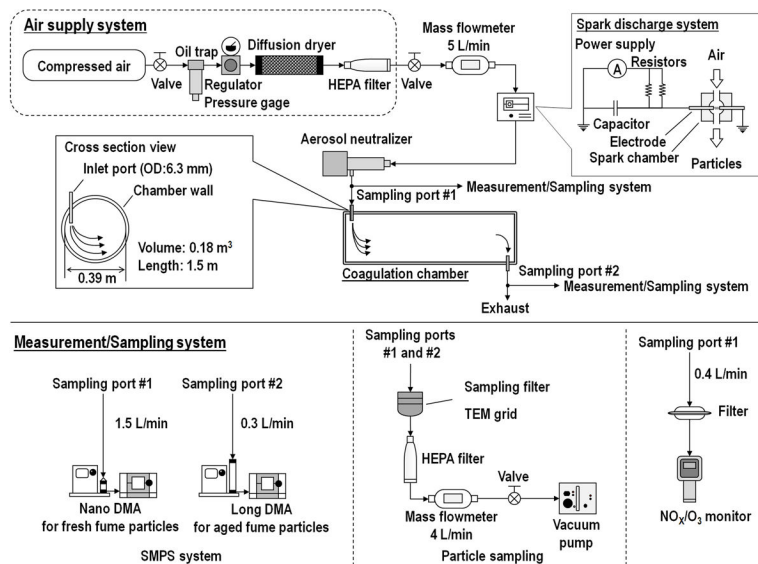 Air supply system
Compressed air
Valve
Oil trap
Regulator
Pressure gage
Diffusion dryer
HEPA filter
Valve
Mass flowmeter
5 L/min
Spark discharge system
Power supply
Resistors
A
Air
Capacitor
Electrode
Spark chamber
Particles
Cross section view
Inlet port (OD:6.3 mm)
Chamber wall
Volume: 0.18 m³
Length: 1.5 m
0.39 m
Aerosol neutralizer
Sampling port #1
Measurement/Sampling system
Coagulation chamber
Sampling port #2
Measurement/Sampling system
Exhaust
Measurement/Sampling system
Sampling port #1
1.5 L/min
Nano DMA
for fresh fume particles
Sampling port #2
0.3 L/min
Long DMA
for aged fume particles
SMPS system
Sampling ports
#1 and #2
Sampling filter
TEM grid
HEPA filter
Mass flowmeter
4 L/min
Valve
Vacuum
pump
Particle sampling
Sampling port #1
0.4 L/min
Filter
NOX/O3 monitor